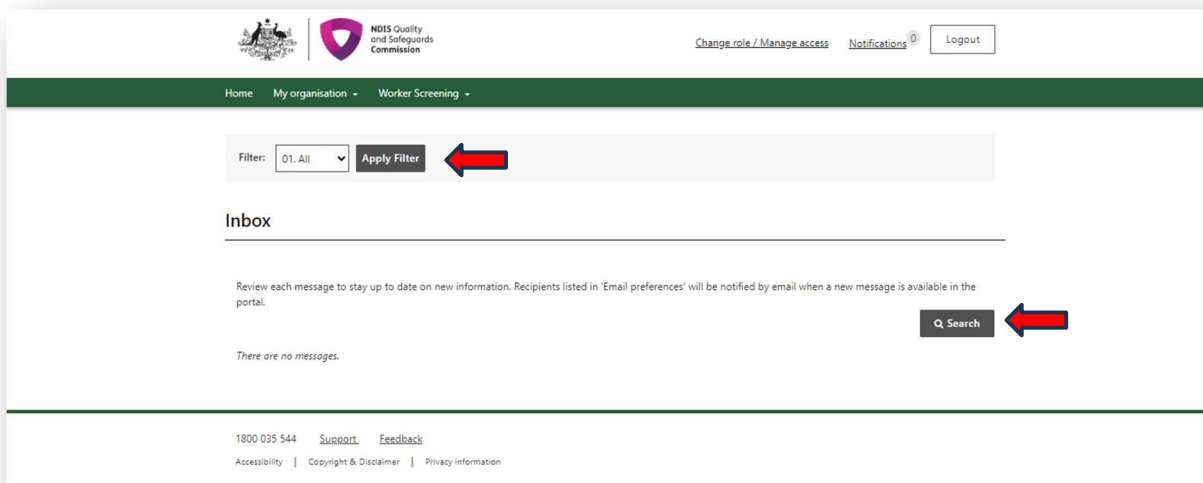 NDIS Quality
and Safeguards
Commission
Change role / Manage access Notifications 0 Logout
Home My organisation Worker Screening
Filter: 01. All Apply Filter
Inbox
Review each message to stay up to date on new information. Recipients listed in 'Email preferences' will be notified by email when a new message is available in the
portal.
Search
There are no messages.
1800 035 544 Support Feedback
Accessibility | Copyright & Disclaimer | Privacy information